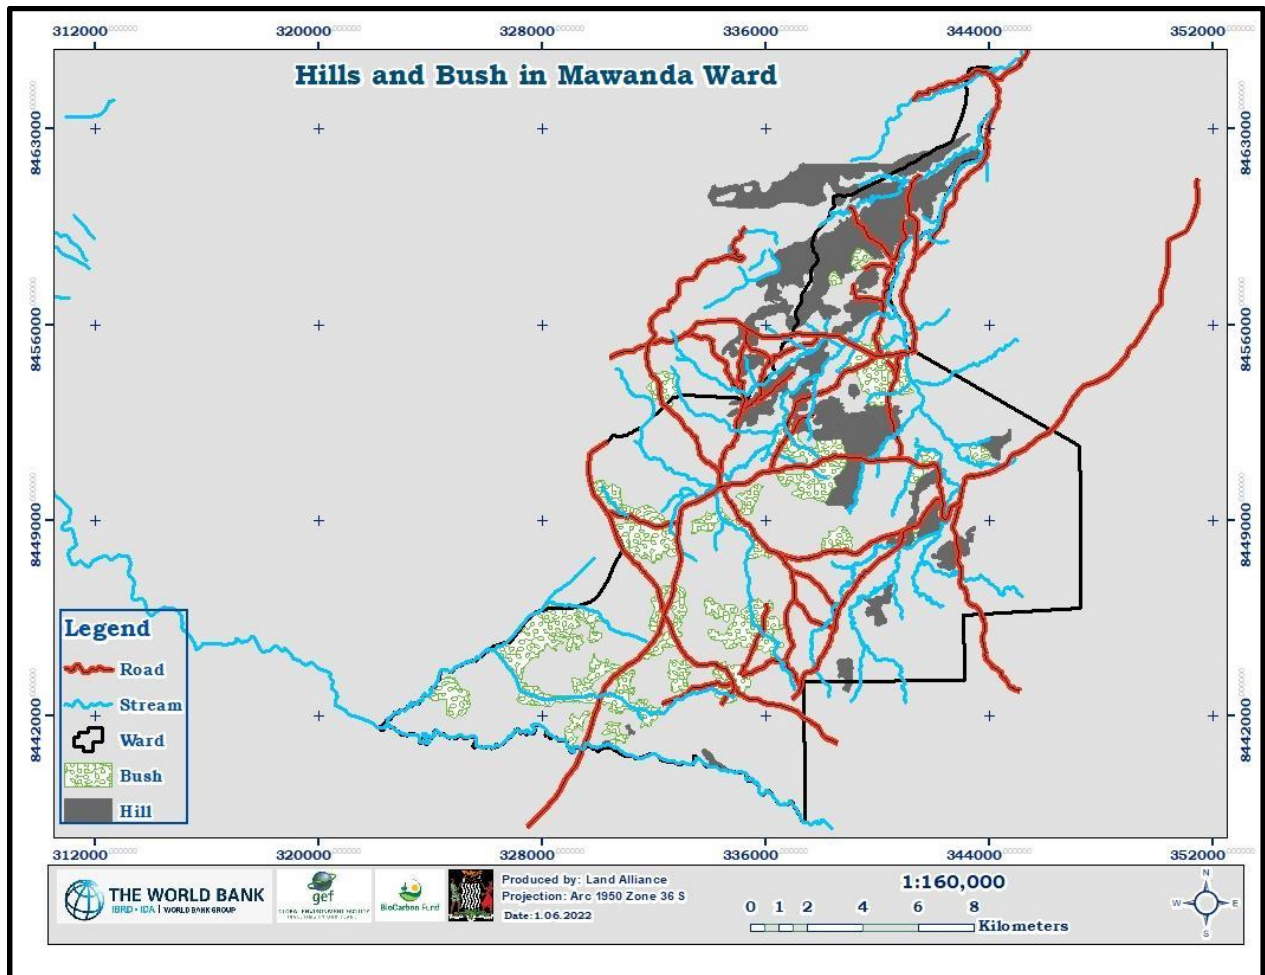 312000 320000 328000 336000 344000 352000
Hills and Bush in Mawanda Ward
8463000 8463000
8456000 8456000
8449000 8449000
8442000 8442000
Legend
Road
Stream
Ward
Bush
Hill
312000 320000 328000 336000 344000 352000
THE WORLD BANK
IBRD • IDA | WORLD BANK GROUP
gef
GLOBAL ENVIRONMENT FACILITY
BioCarbon Fund
Produced by: Land Alliance
Projection: Arc 1950 Zone 36 S
Date: 1.06.2022
1:160,000
0 1 2 4 6 8
Kilometers
N
W E
S